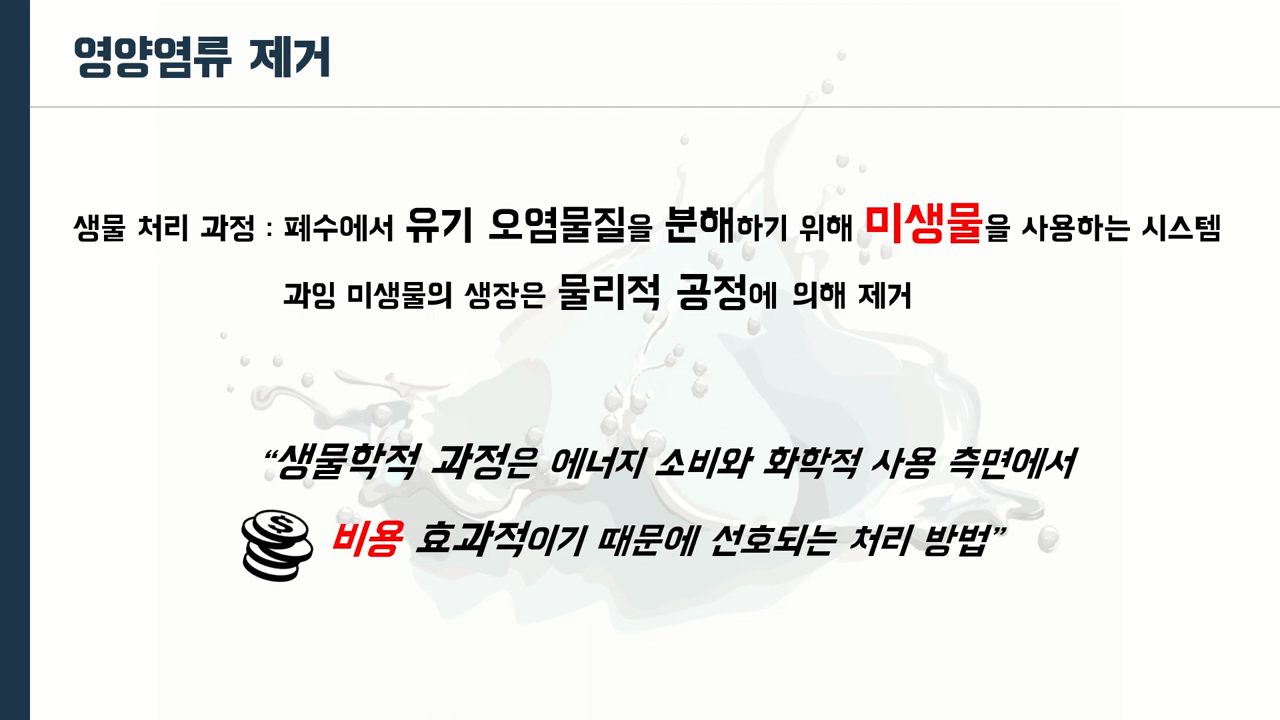 영양염류 제거
생물 처리 과정 : 폐수에서 유기 오염물질을 분해하기 위해 미생물을 사용하는 시스템
과잉 미생물의 생장은 물리적 공정에 의해 제거
“생물학적 과정은 에너지 소비와 화학적 사용 측면에서
$
비용 효과적이기 때문에 선호되는 처리 방법”